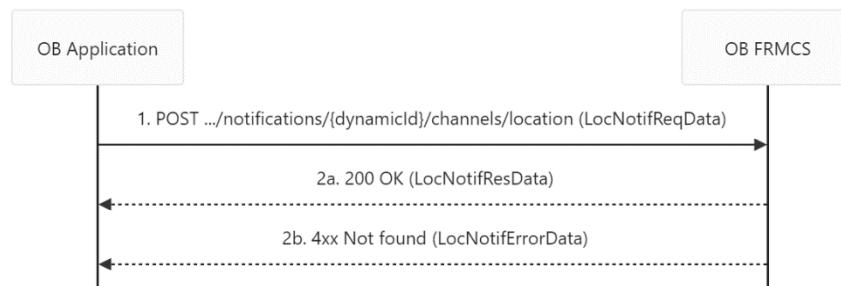 OB Application
OB FRMCS
1. POST .../notifications/{dynamicId}/channels/location (LocNotifReqData)
2a. 200 OK (LocNotifResData)
2b. 4xx Not found (LocNotifErrorData)